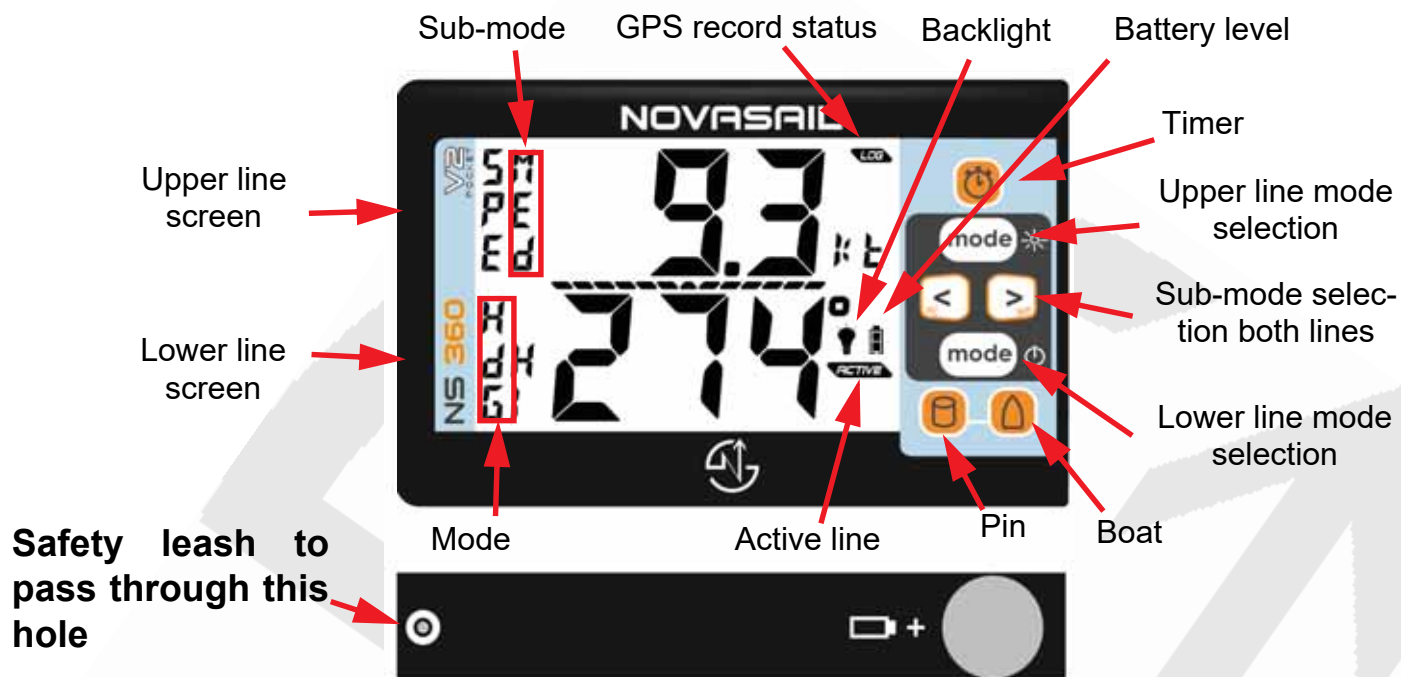 Sub-mode
GPS record status
Backlight
Battery level
NOVASAIL
Timer
Upper line
screen
V2
POCKET
SPE
MEd
9.3
kt
LOG
mode
Upper line mode
selection
< >
Sub-mode selec-
tion both lines
Lower line
screen
NS 360
HdG
274°
ACTIVE
mode
Lower line mode
selection
Mode
Active line
Pin
Boat
Safety leash to
pass through this
hole
+